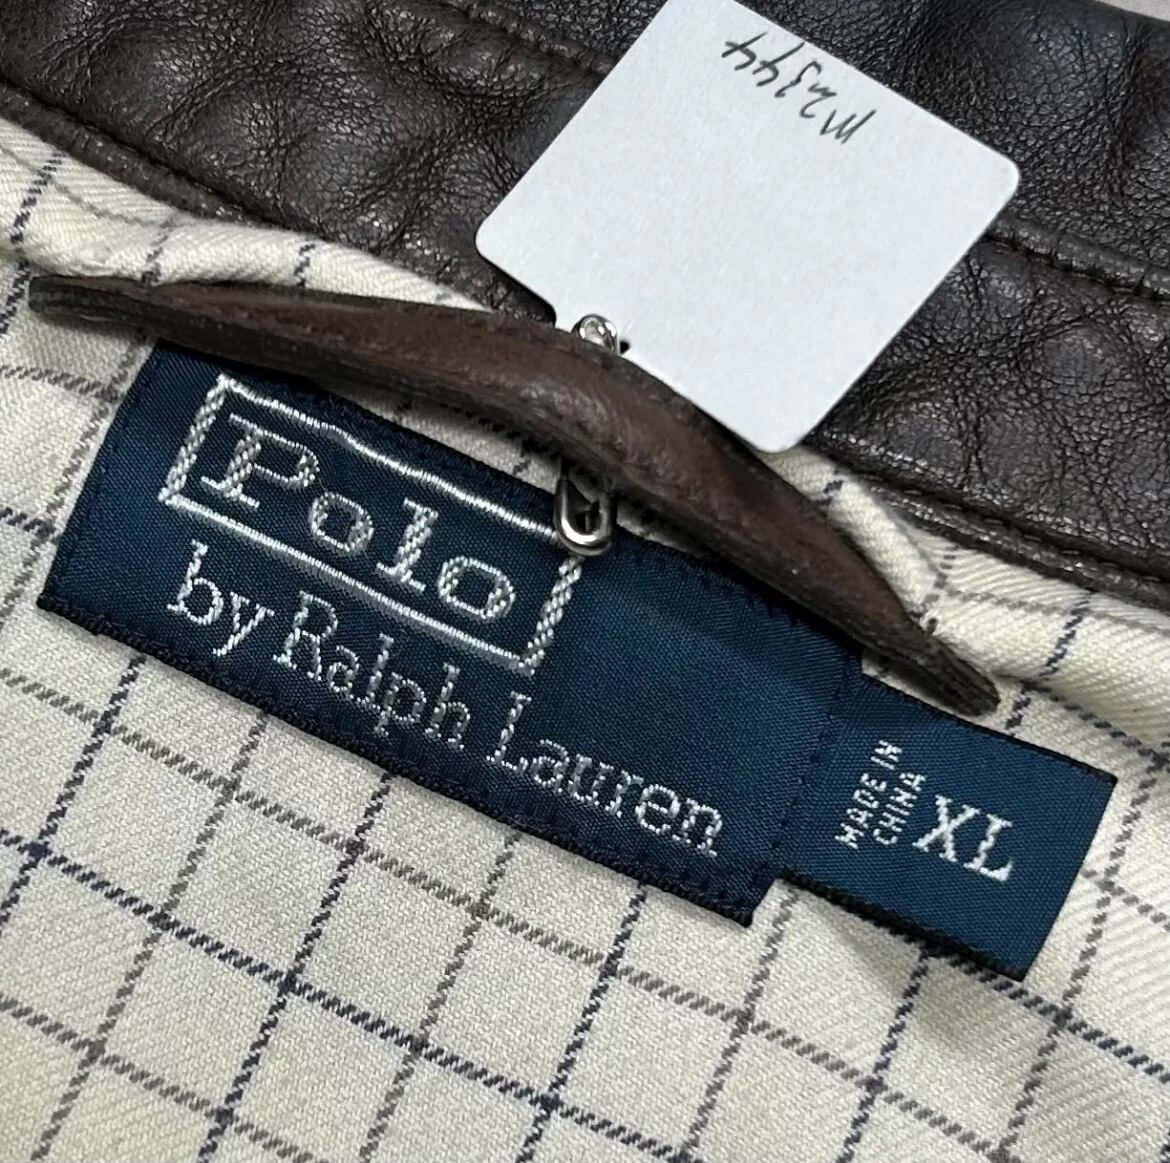 M2344
Polo
by Ralph Lauren
MADE IN
CHINA
XL